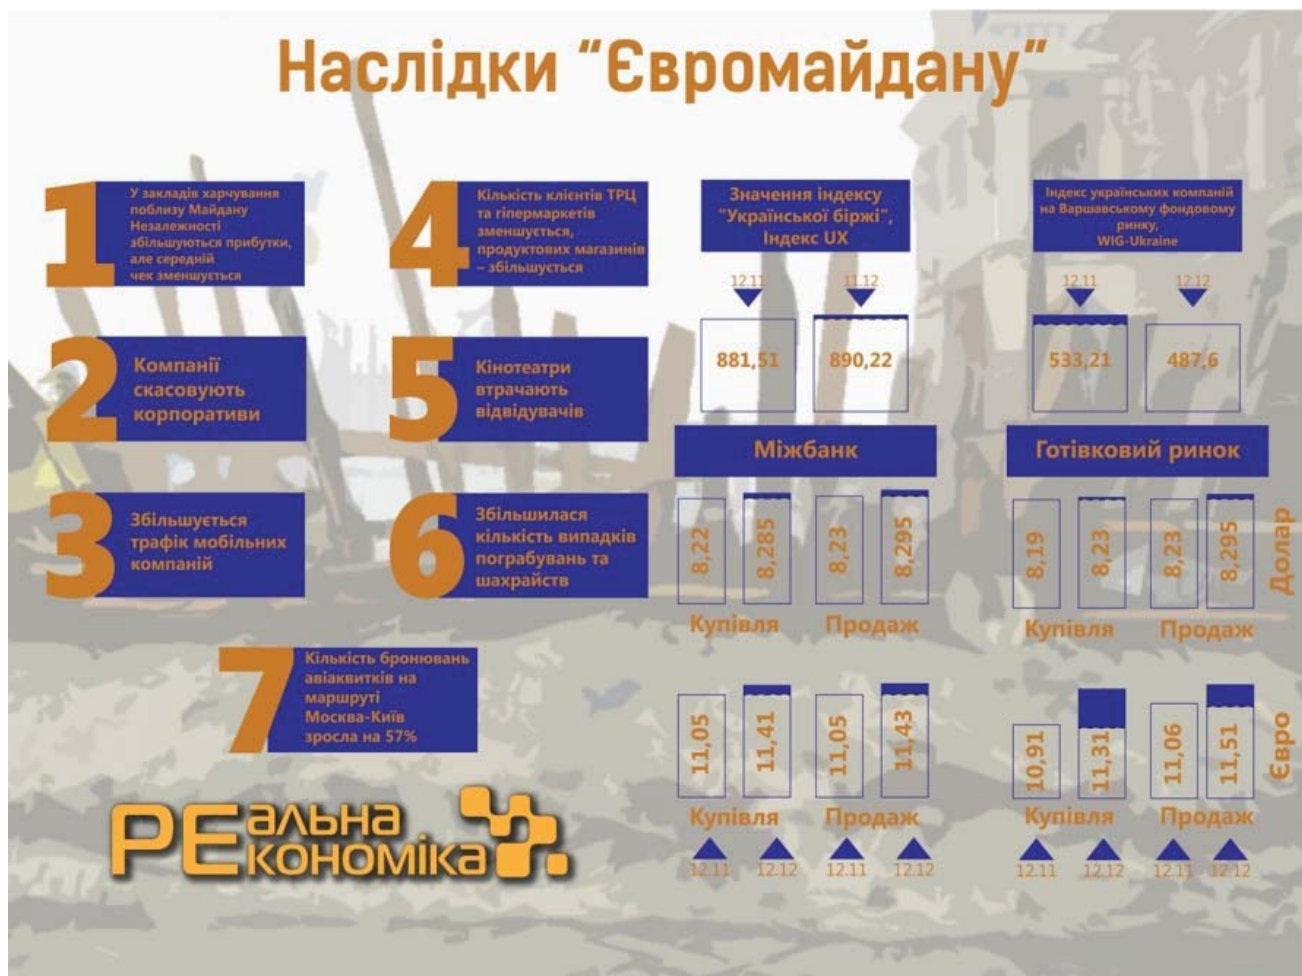 Наслідки “Євромайдану”
1
У закладів харчування
поблизу Майдану
Незалежності
збільшуються прибутки,
але середній
чек зменшується
2
Компанії
скасовують
корпоративи
3
Збільшується
трафік мобільних
компаній
4
Кількість клієнтів ТРЦ
та гіпермаркетів
зменшується,
продуктових магазинів
– збільшується
5
Кінотеатри
втрачають
відвідувачів
6
Збільшилася
кількість випадків
пограбувань та
шахрайств
7
Кількість бронювань
авіаквитків на
маршруті
Москва-Київ
зросла на 57%
РЕальна
Економіка
Значення індексу
"Української біржі",
Індекс UX
12.11 11.12
881,51 890,22
Індекс українських компаній
на Варшавському фондовому
ринку,
WIG-Ukraine
12.11 12.12
533,21 487,6
Міжбанк
8,22 8,285 8,23 8,295
Купівля Продаж
11,05 11,41 11,05 11,43
Купівля Продаж
12.11 12.12 12.11 12.12
Готівковий ринок
8,19 8,23 8,23 8,295
Долар
Купівля Продаж
10,91 11,31 11,06 11,51
Євро
Купівля Продаж
12.11 12.12 12.11 12.12